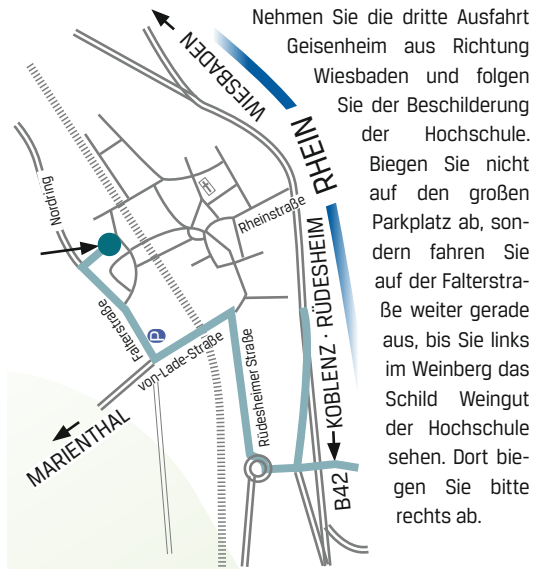 Nehmen Sie die dritte Ausfahrt
Geisenheim aus Richtung
Wiesbaden und folgen
Sie der Beschilderung
der Hochschule.
Biegen Sie nicht
auf den großen
Parkplatz ab, son-
dern fahren Sie
auf der Falterstra-
ße weiter gerade
aus, bis Sie links
im Weinberg das
Schild Weingut
der Hochschule
sehen. Dort bie-
gen Sie bitte
rechts ab.
WIESBADEN
RHEIN
Nordring
Rheinstraße
KOBLENZ · RÜDESHEIM
Falterstraße
P
von-Lade-Straße
Rüdesheimer Straße
MARIENTHAL
B42